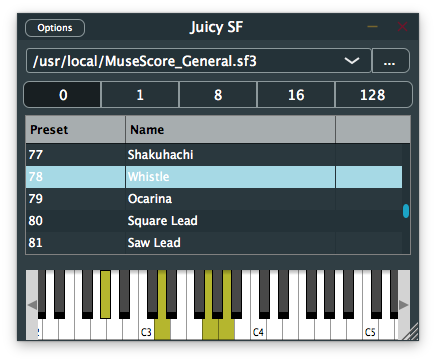 Options
Juicy SF
/usr/local/MuseScore_General.sf3
...
0 1 8 16 128
Preset Name
77 Shakuhachi
78 Whistle
79 Ocarina
80 Square Lead
81 Saw Lead
C3 C4 C5